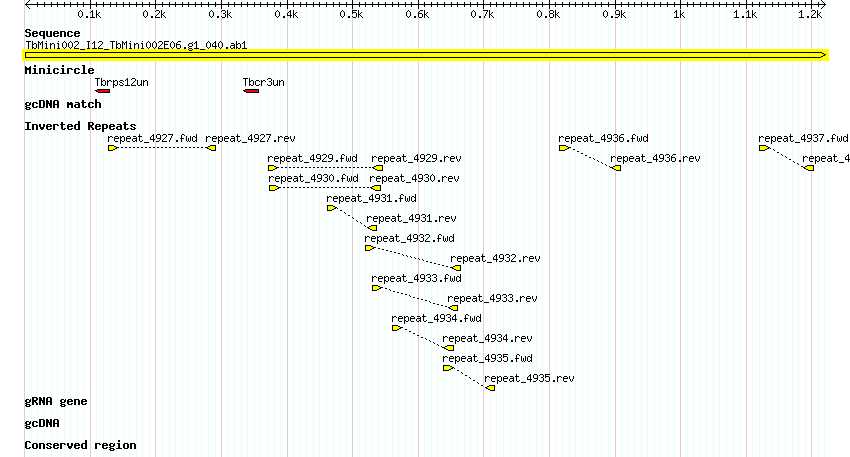 0.1k 0.2k 0.3k 0.4k 0.5k 0.6k 0.7k 0.8k 0.9k 1k 1.1k 1.2k
Sequence
TbMini002_I12_TbMini002E06.g1_040.ab1
Minicircle
Tbrps12un Tbcr3un
gcDNA match
Inverted Repeats
repeat_4927.fwd repeat_4927.rev repeat_4936.fwd repeat_4937.fwd
repeat_4929.fwd repeat_4929.rev repeat_4936.rev repeat_4
repeat_4930.fwd repeat_4930.rev
repeat_4931.fwd
repeat_4931.rev
repeat_4932.fwd
repeat_4932.rev
repeat_4933.fwd
repeat_4933.rev
repeat_4934.fwd
repeat_4934.rev
repeat_4935.fwd
repeat_4935.rev
gRNA gene
gcDNA
Conserved region